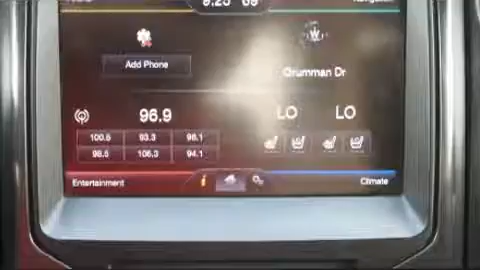 W
Add Phone
Grumman Dr
96.9
LO LO
100.5 93.3 96.1
98.5 106.3 94.1
Entertainment
i
Climate